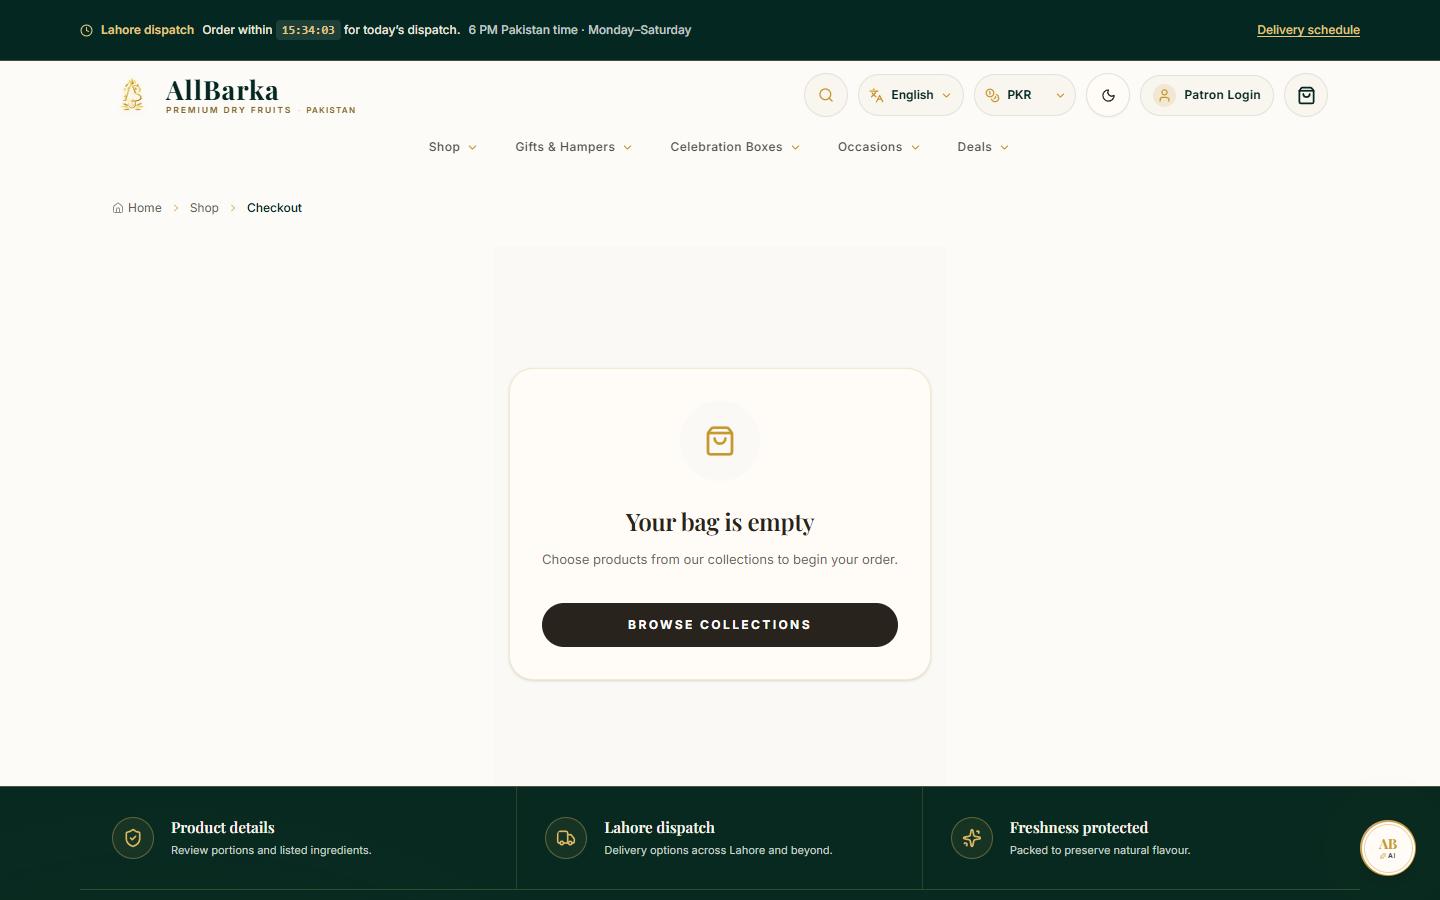 Lahore dispatch Order within 15:34:03 for today’s dispatch. 6 PM Pakistan time · Monday–Saturday
Delivery schedule
AllBarka
PREMIUM DRY FRUITS · PAKISTAN
English
PKR
Patron Login
Shop
Gifts & Hampers
Celebration Boxes
Occasions
Deals
Home
Shop
Checkout
Your bag is empty
Choose products from our collections to begin your order.
BROWSE COLLECTIONS
Product details
Review portions and listed ingredients.
Lahore dispatch
Delivery options across Lahore and beyond.
Freshness protected
Packed to preserve natural flavour.
AB
AI